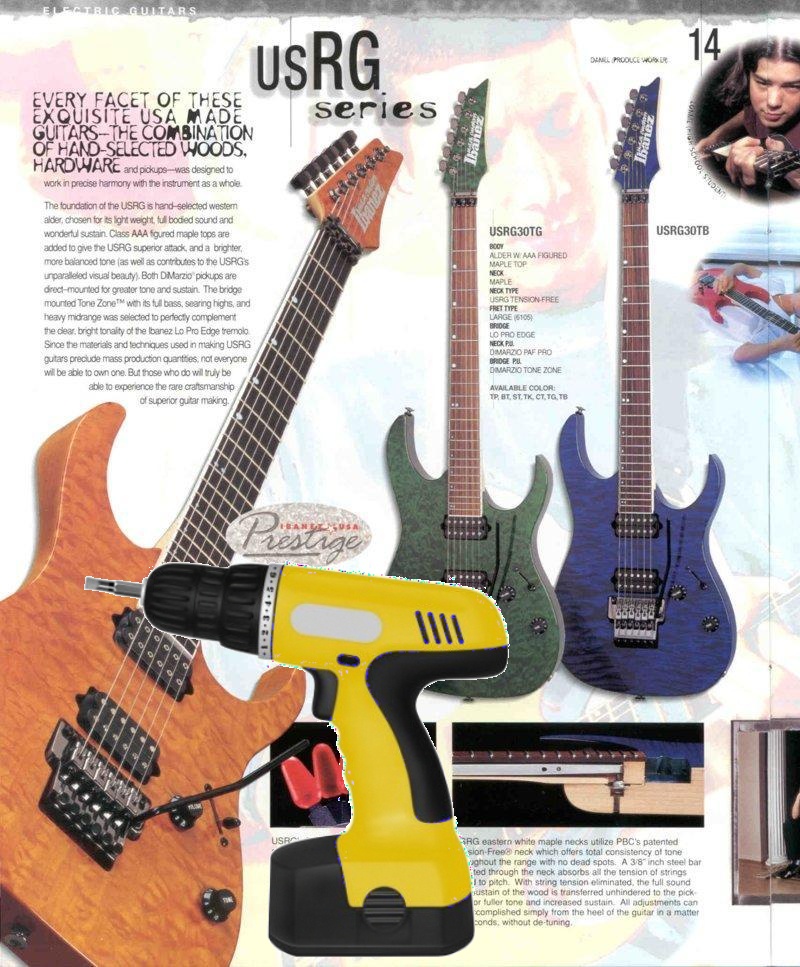 ELECTRIC GUITARS
USRG
series
14
DANIEL (PRODUCE WORKER)
EVERY FACET OF THESE
EXQUISITE USA MADE
GUITARS—THE COMBINATION
OF HAND-SELECTED WOODS,
HARDWARE and pickups—was designed to
work in precise harmony with the instrument as a whole.
The foundation of the USRG is hand–selected western
alder, chosen for its light weight, full bodied sound and
wonderful sustain. Class AAA figured maple tops are
added to give the USRG superior attack, and a brighter,
more balanced tone (as well as contributes to the USRG's
unparalleled visual beauty). Both DiMarzio® pickups are
direct–mounted for greater tone and sustain. The bridge
mounted Tone Zone™ with its full bass, searing highs, and
heavy midrange was selected to perfectly complement
the clear, bright tonality of the Ibanez Lo Pro Edge tremolo.
Since the materials and techniques used in making USRG
guitars preclude mass production quantities, not everyone
will be able to own one. But those who do will truly be
able to experience the rare craftsmanship
of superior guitar making.
Ibanez
Ibanez
Ibanez
USRG30TG
BODY
ALDER W/ AAA FIGURED
MAPLE TOP
NECK
MAPLE
NECK TYPE
USRG TENSION-FREE
FRET TYPE
LARGE (6105)
BRIDGE
LO PRO EDGE
NECK P.U.
DIMARZIO PAF PRO
BRIDGE P.U.
DIMARZIO TONE ZONE
AVAILABLE COLOR:
TP, BT, ST, TK, CT, TG, TB
USRG30TB
IBANEZ USA
Prestige
1 2 3 4 5 6
VOLUME
TONE
USRG
RG eastern white maple necks utilize PBC's patented
sion-Free® neck which offers total consistency of tone
ughout the range with no dead spots. A 3/8" inch steel bar
ted through the neck absorbs all the tension of strings
to pitch. With string tension eliminated, the full sound
ustain of the wood is transferred unhindered to the pick-
or fuller tone and increased sustain. All adjustments can
complished simply from the heel of the guitar in a matter
conds, without de-tuning.